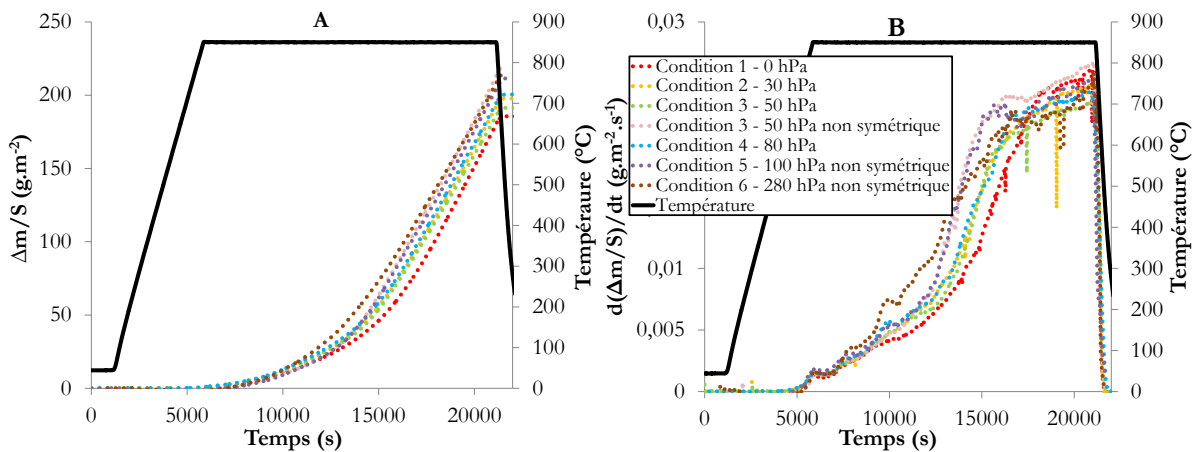 A
250
200
150
100
50
0
Δm/S (g.m⁻²)
900
800
700
600
500
400
300
200
100
0
Tempéraure (°C)
0
5000
10000
15000
20000
Temps (s)
B
0,03
0,01
0,005
0
d(Δm/S)/dt (g.m⁻².s⁻¹)
Condition 1 - 0 hPa
Condition 2 - 30 hPa
Condition 3 - 50 hPa
Condition 3 - 50 hPa non symétrique
Condition 4 - 80 hPa
Condition 5 - 100 hPa non symétrique
Condition 6 - 280 hPa non symétrique
Température
900
800
700
600
500
400
300
200
100
0
Température (°C)
0
5000
10000
15000
20000
Temps (s)